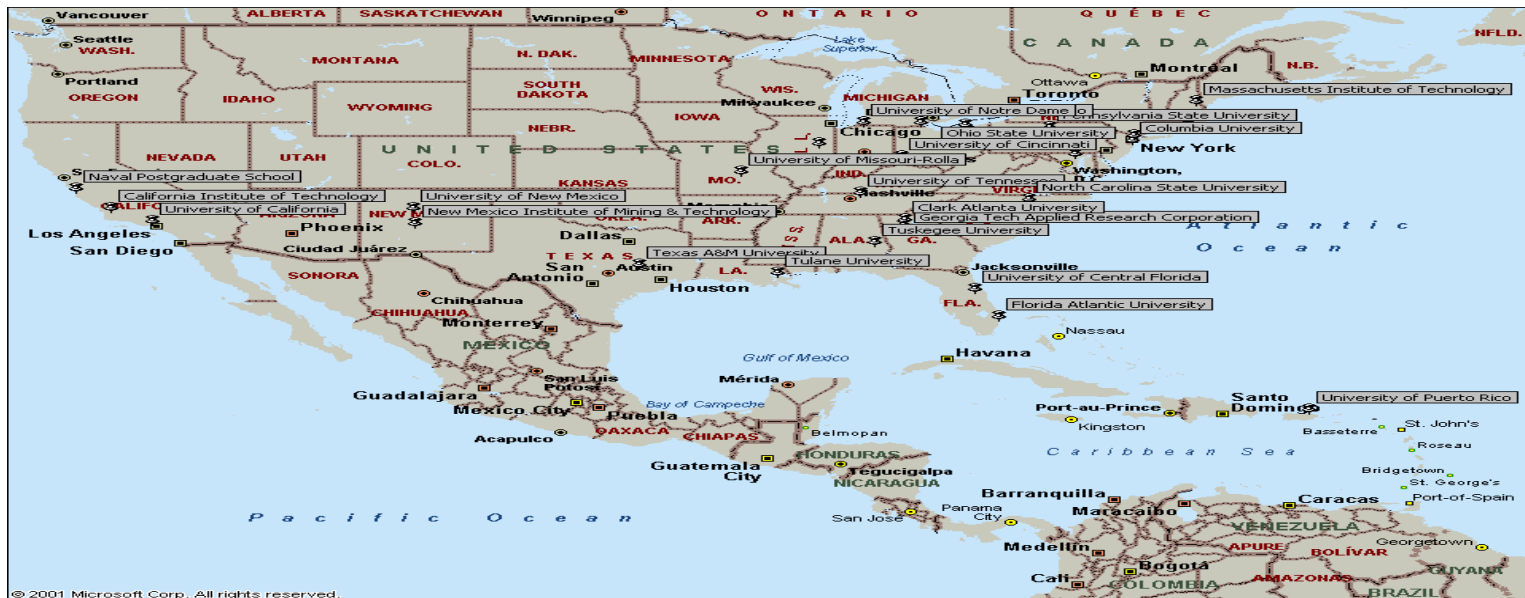 Vancouver
ALBERTA
SASKATCHEWAN
Winnipeg
ONTARIO
QUÉBEC
NFLD.
Seattle
WASH.
MONTANA
N. DAK.
MINNESOTA
Lake
Superior
CANADA
Montréal
N.B.
Ottawa
Portland
OREGON
IDAHO
WYOMING
SOUTH
DAKOTA
WIS.
Milwaukee
MICHIGAN
Toronto
Massachusetts Institute of Technology
University of Notre Dame
Pennsylvania State University
IOWA
Chicago
Ohio State University
Columbia University
NEBR.
University of Cincinnati
New York
NEVADA
UTAH
COLO.
UNITED STATES
University of Missouri-Rolla
Washington,
Naval Postgraduate School
KANSAS
MO.
IND.
University of Tennessee
North Carolina State University
California Institute of Technology
University of New Mexico
Nashville
University of California
New Mexico Institute of Mining & Technology
ARK.
Clark Atlanta University
Georgia Tech Applied Research Corporation
Los Angeles
Phoenix
Dallas
ALA.
GA.
Tuskegee University
Atlantic
Ocean
San Diego
Ciudad Juárez
TEXAS
Texas A&M University
Tulane University
SONORA
San
Antonio
Austin
LA.
Jacksonville
University of Central Florida
Houston
Chihuahua
CHIHUAHUA
FLA.
Florida Atlantic University
Monterrey
Nassau
MEXICO
Gulf of Mexico
Havana
San Luis
Potosí
Mérida
Guadalajara
Mexico City
Puebla
Bay of Campeche
Port-au-Prince
Santo
Domingo
University of Puerto Rico
Acapulco
OAXACA
CHIAPAS
Belmopan
Kingston
Basseterre
St. John's
Roseau
Guatemala
City
HONDURAS
Tegucigalpa
Caribbean Sea
NICARAGUA
Bridgetown
St. George's
Pacific Ocean
San José
Panama
City
Barranquilla
Maracaibo
Caracas
Port-of-Spain
VENEZUELA
Medellín
APURE
BOLÍVAR
Georgetown
Bogotá
GUYANA
Cali
COLOMBIA
AMAZONAS
BRAZIL
© 2001 Microsoft Corp. All rights reserved.